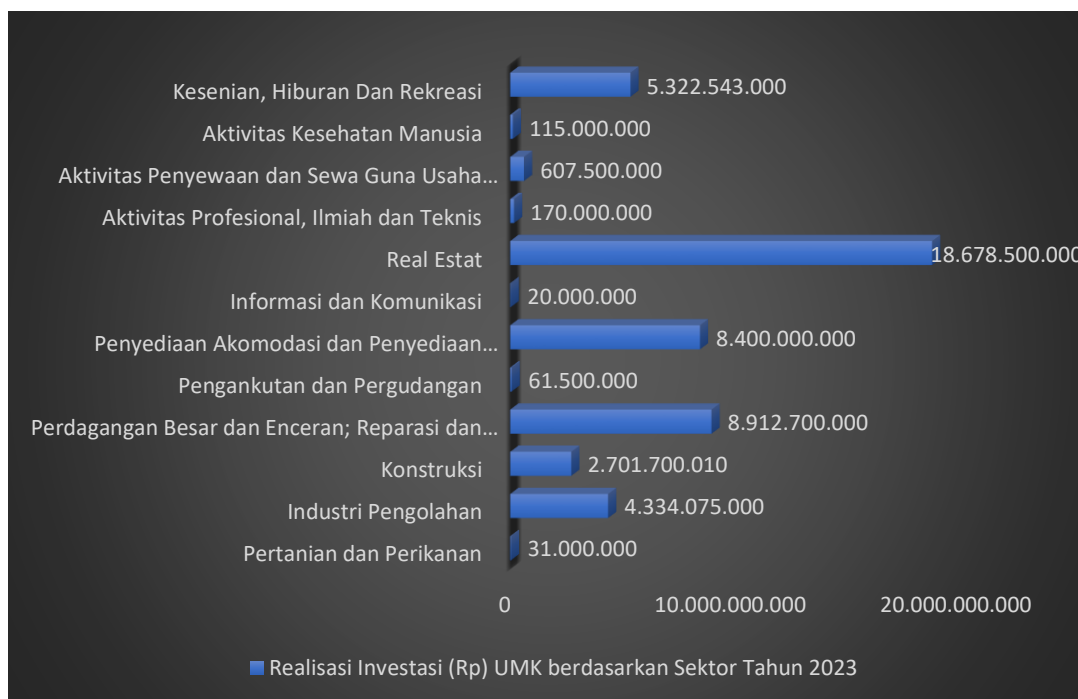 Kesenian, Hiburan Dan Rekreasi 5.322.543.000
Aktivitas Kesehatan Manusia 115.000.000
Aktivitas Penyewaan dan Sewa Guna Usaha... 607.500.000
Aktivitas Profesional, Ilmiah dan Teknis 170.000.000
Real Estat 18.678.500.000
Informasi dan Komunikasi 20.000.000
Penyediaan Akomodasi dan Penyediaan... 8.400.000.000
Pengankutan dan Pergudangan 61.500.000
Perdagangan Besar dan Enceran; Reparasi dan... 8.912.700.000
Konstruksi 2.701.700.010
Industri Pengolahan 4.334.075.000
Pertanian dan Perikanan 31.000.000
0 10.000.000.000 20.000.000.000
Realisasi Investasi (Rp) UMK berdasarkan Sektor Tahun 2023